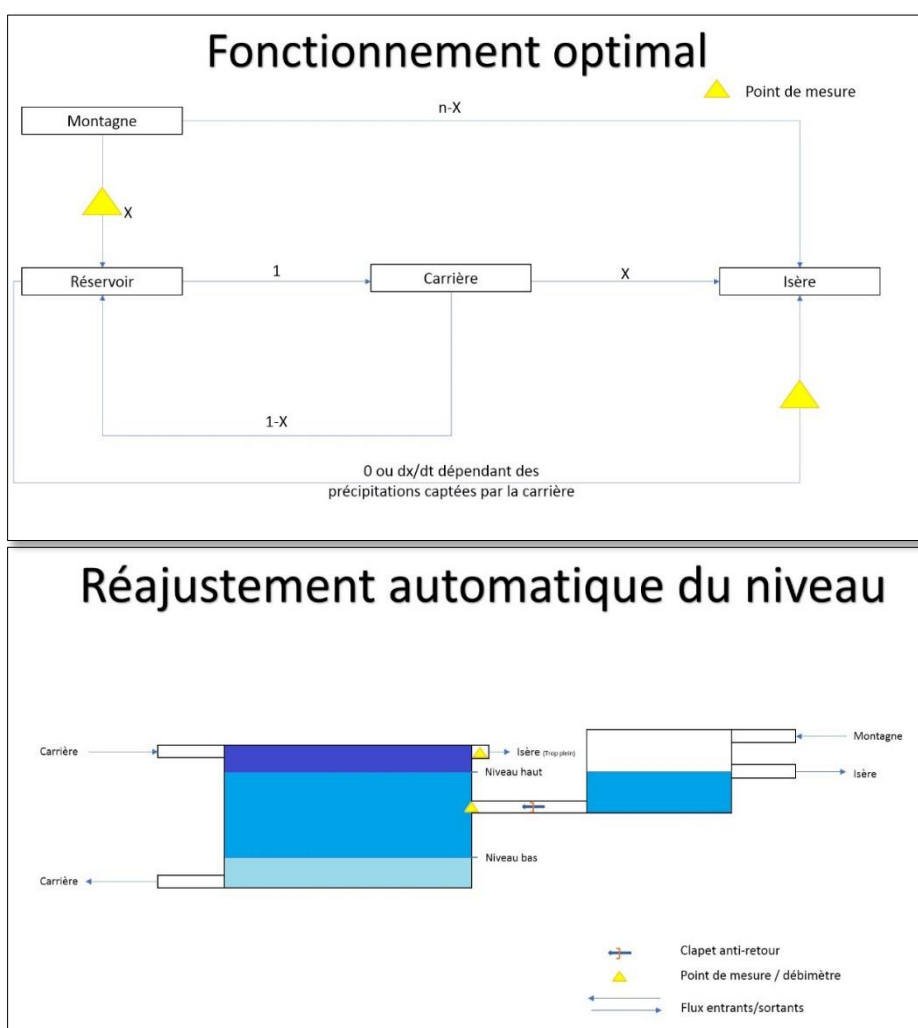 Fonctionnement optimal
Point de mesure
n-X
Montagne
X
Réservoir
1
Carrière
X
Isère
1-X
0 ou dx/dt dépendant des
précipitations captées par la carrière
Réajustement automatique du niveau
Montagne
Carrière
Isère (Trop plein)
Niveau haut
Isère
Niveau bas
Carrière
Clapet anti-retour
Point de mesure / débimètre
Flux entrants/sortants